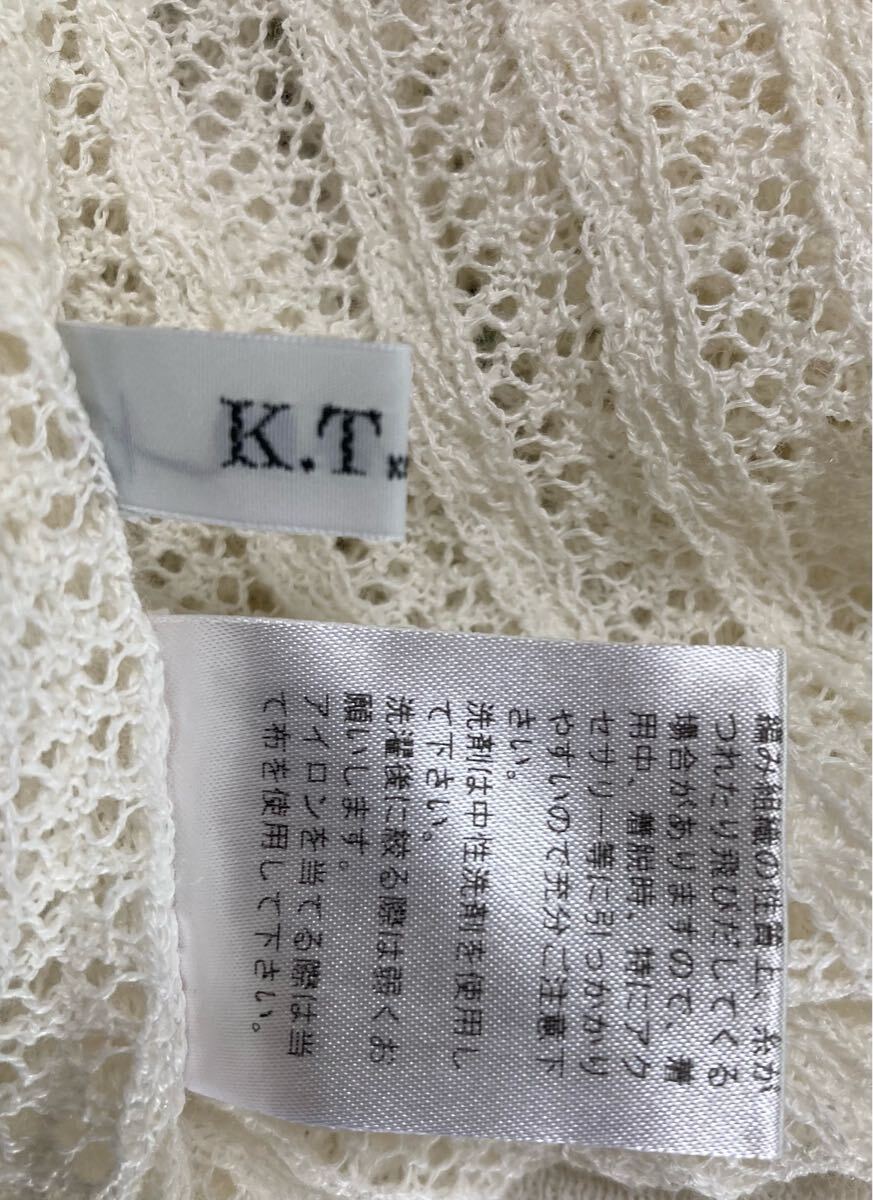 K.T
編み組織の性質上、糸が
つれたり飛びだしてくる
場合がありますので、着
用中、着脱時、特にアク
セサリー等に引っかかり
やすいので充分ご注意下
さい。
洗剤は中性洗剤を使用し
て下さい。
洗濯後に絞る際は弱くお
願いします。
アイロンを当てる際は当
て布を使用して下さい。